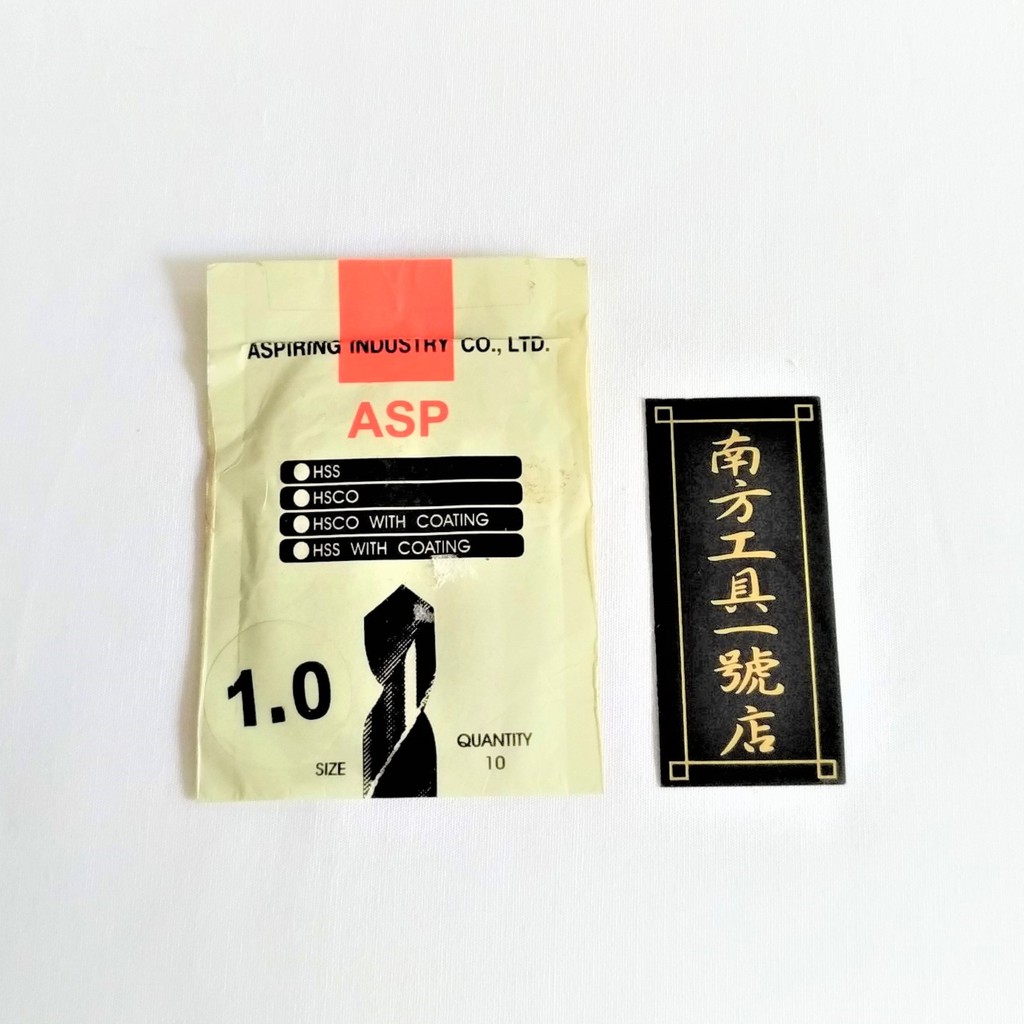 ASPIRING INDUSTRY CO., LTD.
ASP
HSS
HSCO
HSCO WITH COATING
HSS WITH COATING
1.0
SIZE
QUANTITY
10
南方工具一號店